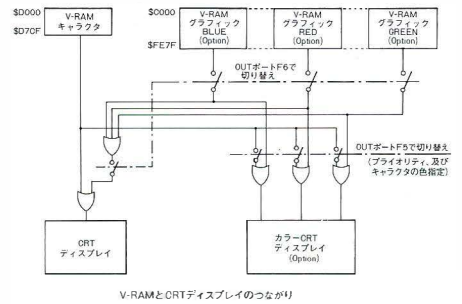 $D000
V-RAM
キャラクタ
$D7CF
$C000
V-RAM
グラフィック
BLUE
(Option)
V-RAM
グラフィック
RED
(Option)
V-RAM
グラフィック
GREEN
(Option)
$FE7F
OUTポートF6で
切り替え
OUTポートF5で切り替え
(プライオリティ、及び
キャラクタの色指定)
CRT
ディスプレイ
カラーCRT
ディスプレイ
(Option)
V-RAMとCRTディスプレイのつながり